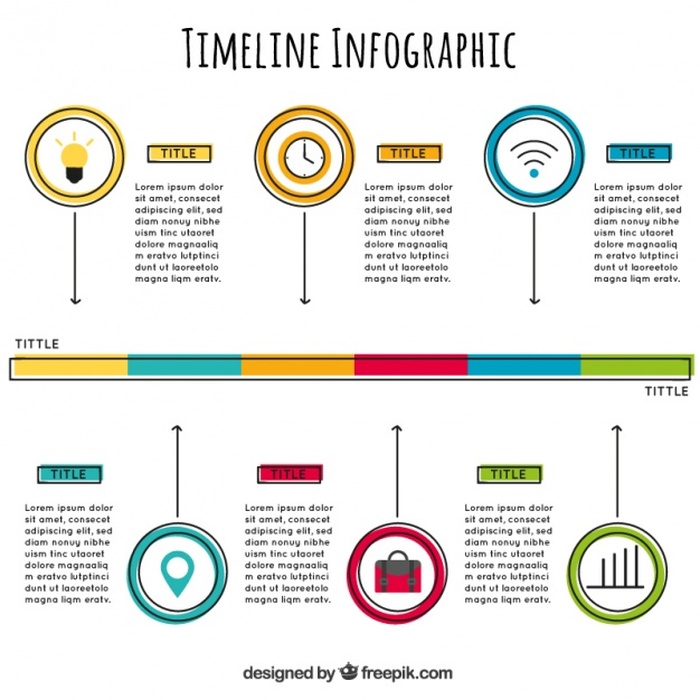 TIMELINE INFOGRAPHIC
TITLE
Lorem ipsum dolor
sit amet, consecet
adipiscing elit, sed
diam nonuy nibhe
uism tinc utaoret
dolore magnaaliq
m eratvo lutptinci
dunt ut laoreetolo
magna liqm eratv.
TITLE
Lorem ipsum dolor
sit amet, consecet
adipiscing elit, sed
diam nonuy nibhe
uism tinc utaoret
dolore magnaaliq
m eratvo lutptinci
dunt ut laoreetolo
magna liqm eratv.
TITLE
Lorem ipsum dolor
sit amet, consecet
adipiscing elit, sed
diam nonuy nibhe
uism tinc utaoret
dolore magnaaliq
m eratvo lutptinci
dunt ut laoreetolo
magna liqm eratv.
TITTLE
TITTLE
TITLE
Lorem ipsum dolor
sit amet, consecet
adipiscing elit, sed
diam nonuy nibhe
uism tinc utaoret
dolore magnaaliq
m eratvo lutptinci
dunt ut laoreetolo
magna liqm eratv.
TITLE
Lorem ipsum dolor
sit amet, consecet
adipiscing elit, sed
diam nonuy nibhe
uism tinc utaoret
dolore magnaaliq
m eratvo lutptinci
dunt ut laoreetolo
magna liqm eratv.
TITLE
Lorem ipsum dolor
sit amet, consecet
adipiscing elit, sed
diam nonuy nibhe
uism tinc utaoret
dolore magnaaliq
m eratvo lutptinci
dunt ut laoreetolo
magna liqm eratv.
designed by freepik.com